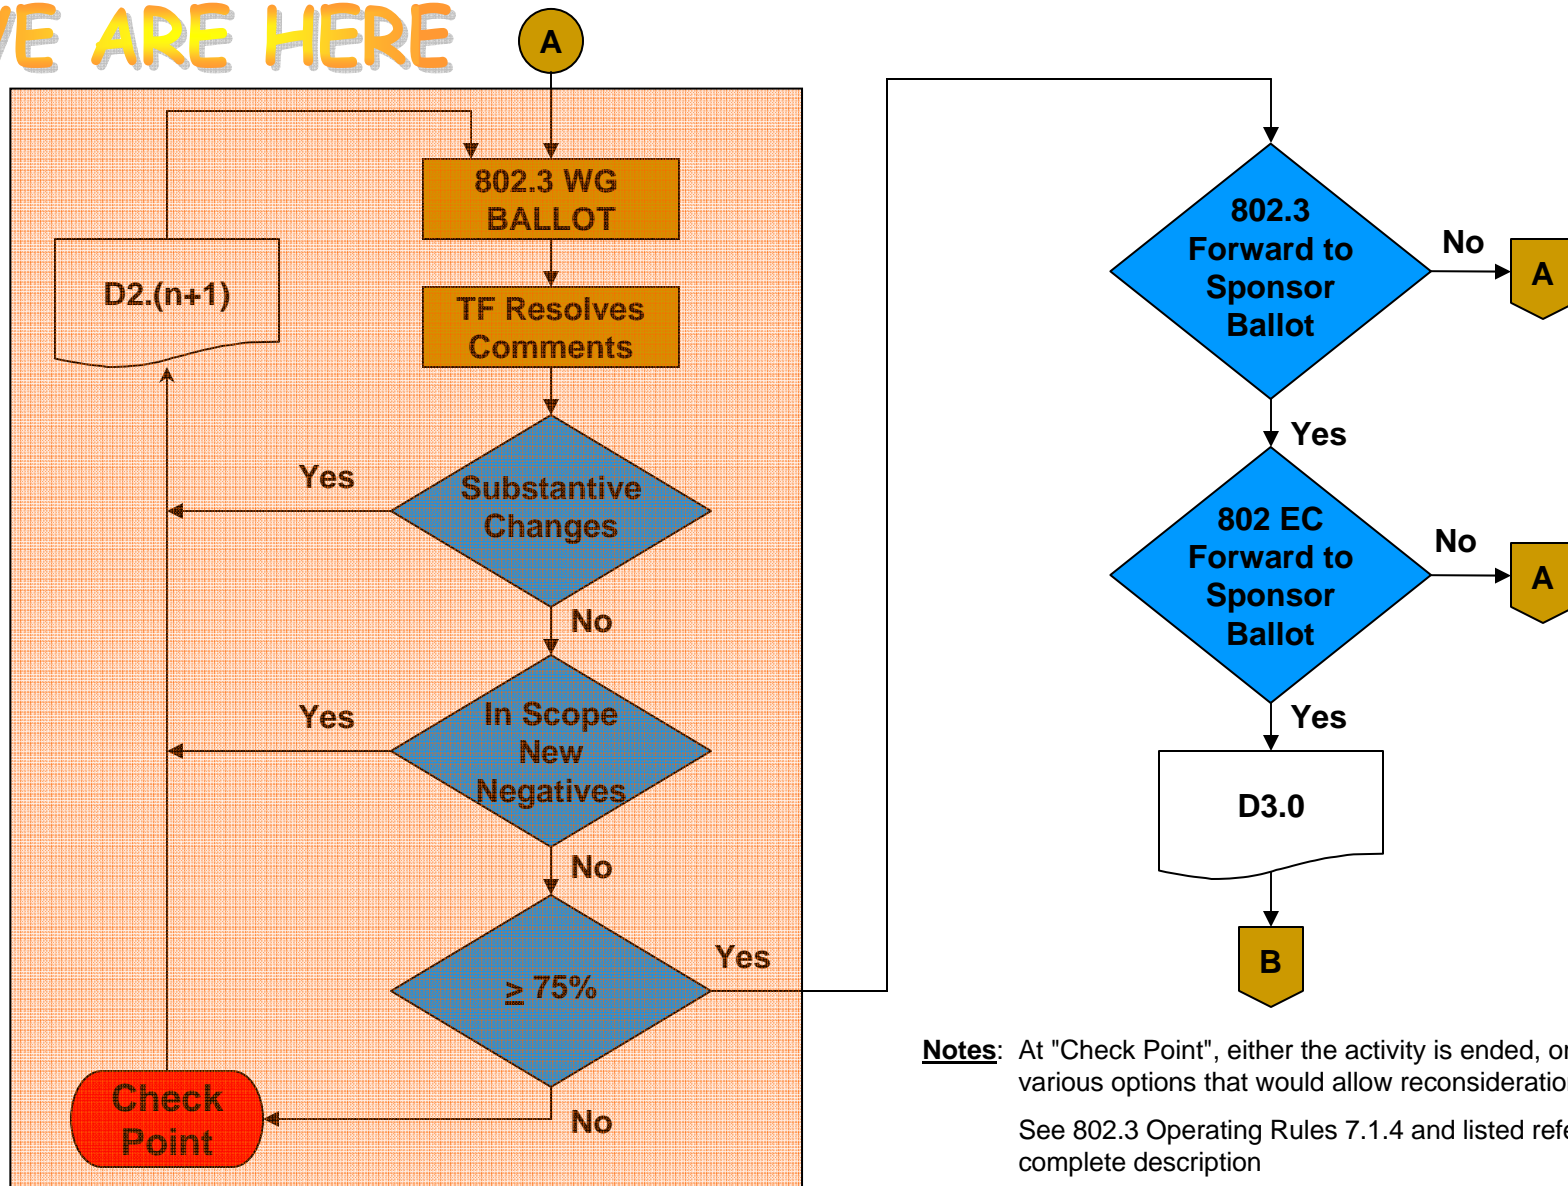 ARE HERE
A
802.3 WG
BALLOT
D2.(n+1)
TF Resolves
Comments
Yes
Substantive
Changes
No
Yes
In Scope
New
Negatives
No
≥ 75%
Yes
No
Check
Point
802.3
Forward to
Sponsor
Ballot
No
A
Yes
802 EC
Forward to
Sponsor
Ballot
No
A
Yes
D3.0
B
Notes: At "Check Point", either the activity is ended, or
various options that would allow
See 802.3 Operating Rules 7.1.4 and listed
complete description